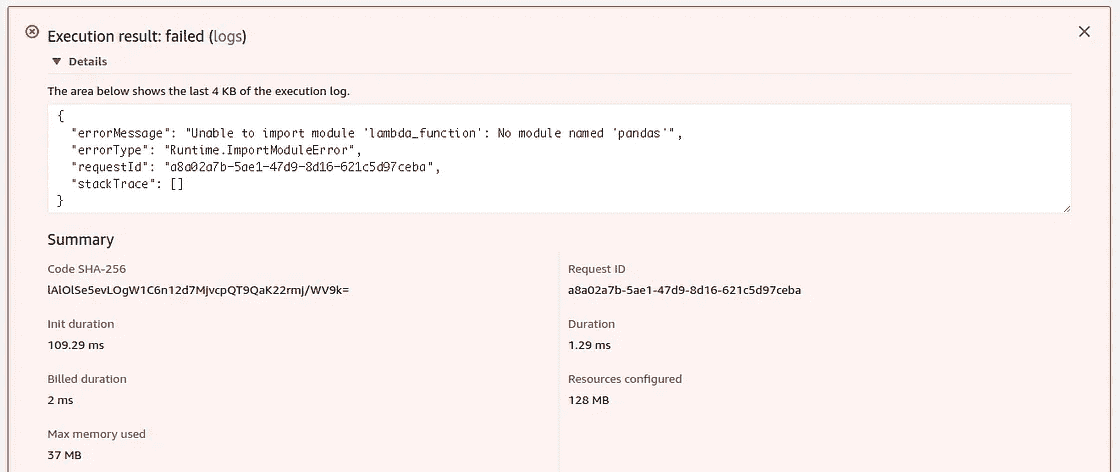 Execution result: failed (logs)
Details
The area below shows the last 4 KB of the execution log.
{
"errorMessage": "Unable to import module 'lambda_function': No module named 'pandas'",
"errorType": "Runtime.ImportModuleError",
"requestId": "a8a02a7b-5ae1-47d9-8d16-621c5d97ceba",
"stackTrace": []
}
Summary
Code SHA-256
Request ID
lAlOlSe5evLOgW1C6n12d7MjvcpQT9QaK22rmj/WV9k=
a8a02a7b-5ae1-47d9-8d16-621c5d97ceba
Init duration
Duration
109.29 ms
1.29 ms
Billed duration
Resources configured
2 ms
128 MB
Max memory used
37 MB